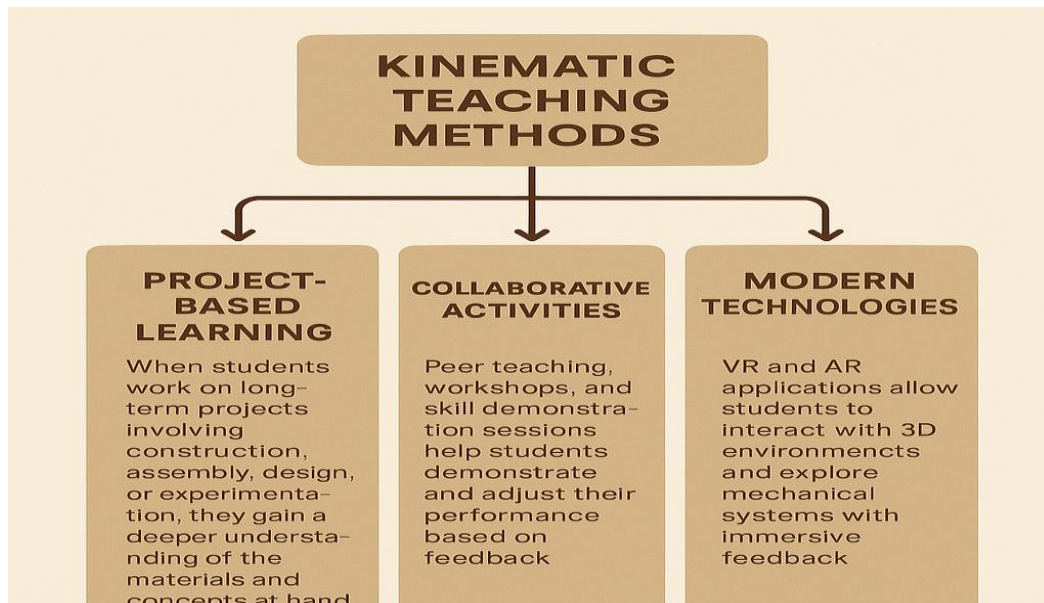 KINEMATIC
TEACHING
METHODS
PROJECT-
BASED
LEARNING
When students
work on long-
term projects
involving
construction,
assembly, design,
or experimenta-
tion, they gain a
deeper understa-
nding of the
materials and
concepts at hand
COLLABORATIVE
ACTIVITIES
Peer teaching,
workshops, and
skill demonstra-
tion sessions
help students
demonstrate
and adjust their
performance
based on
feedback
MODERN
TECHNOLOGIES
VR and AR
applications allow
students to
interact with 3D
environmencts
and explore
mechanical
systems with
immersive
feedback